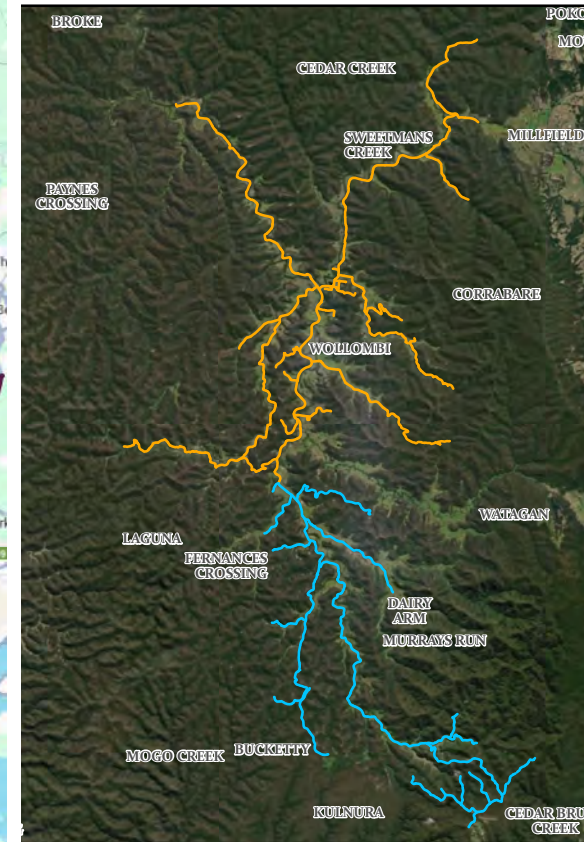 BROKE
CEDAR CREEK
SWEETMANS
CREEK
MILLFIELD
PAYNES
CROSSING
CORRABARE
WOLLOMBI
WATAGAN
LAGUNA
FERNANCES
CROSSING
DAIRY
ARM
MURRAYS RUN
MOGO CREEK
BUCKETTY
KULNURA
CEDAR
CREEK